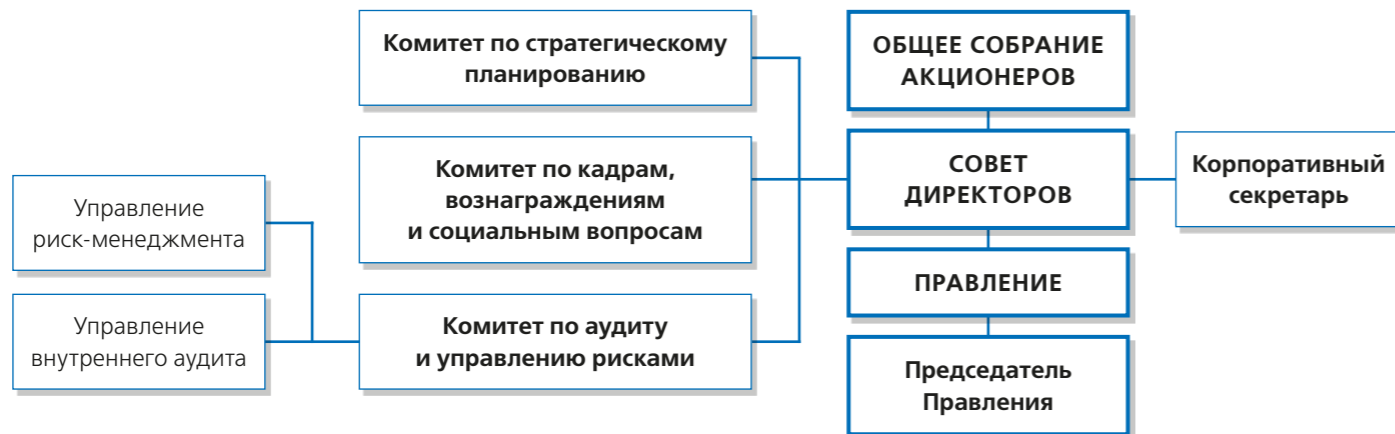 Комитет по стратегическому
планированию
ОБЩЕЕ СОБРАНИЕ
АКЦИОНЕРОВ
Комитет по кадрам,
вознаграждениям
и социальным вопросам
СОВЕТ
ДИРЕКТОРОВ
Корпоративный
секретарь
Управление
риск-менеджмента
ПРАВЛЕНИЕ
Управление
внутреннего аудита
Комитет по аудиту
и управлению рисками
Председатель
Правления